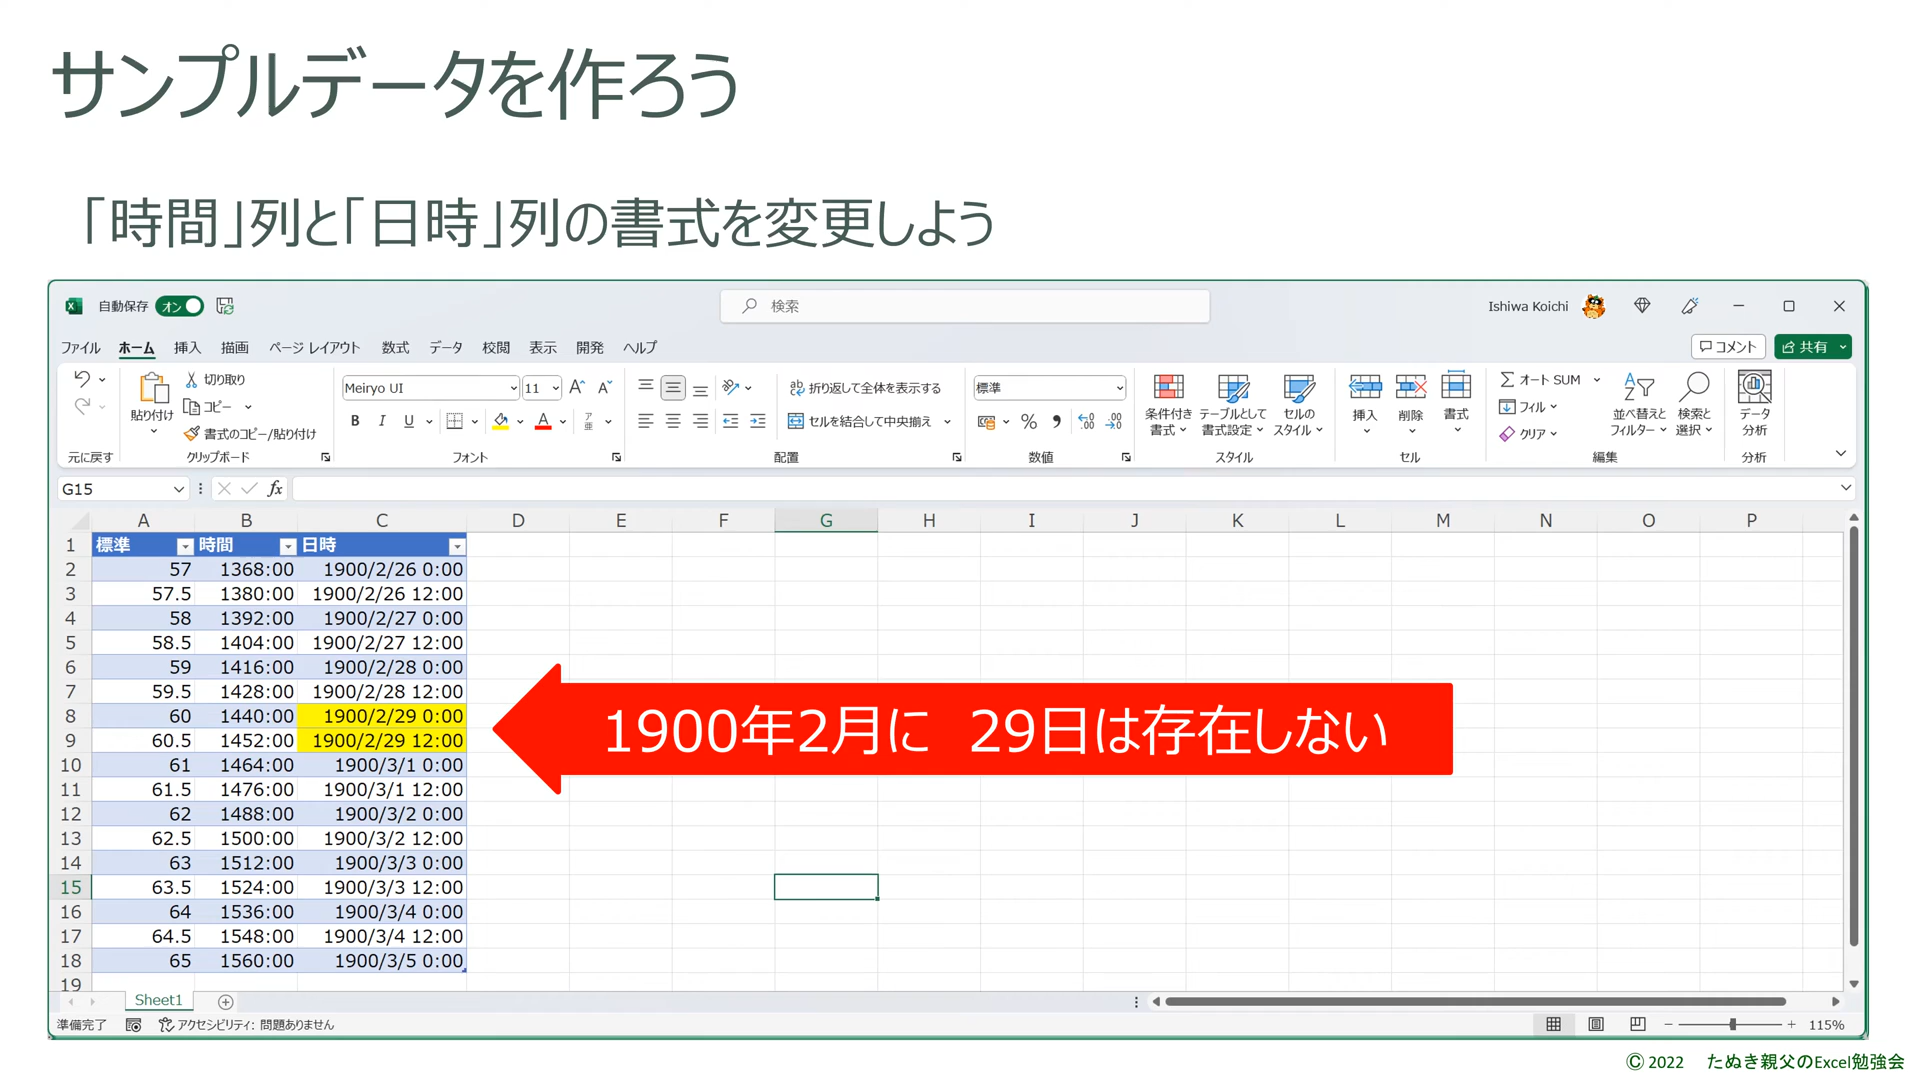 サンプルデータを作ろう
「時間」列と「日時」列の書式を変更しよう
自動保存 オン 検索 Ishiwa Koichi
ファイル ホーム 挿入 描画 ページ レイアウト 数式 データ 校閲 表示 開発 ヘルプ コメント 共有
切り取り Meiryo UI 11 折り返して全体を表示する 標準 オート SUM
貼り付け コピー 条件付き書式 テーブルとして書式設定 セルのスタイル 挿入 削除 書式 フィル 並べ替えとフィルター 検索と選択 データ分析
書式のコピー/貼り付け B I U A セルを結合して中央揃え % クリア
元に戻す クリップボード フォント 配置 数値 スタイル セル 編集 分析
G15 fx
A B C D E F G H I J K L M N O P
1 標準 時間 日時
2 57 1368:00 1900/2/26 0:00
3 57.5 1380:00 1900/2/26 12:00
4 58 1392:00 1900/2/27 0:00
5 58.5 1404:00 1900/2/27 12:00
6 59 1416:00 1900/2/28 0:00
7 59.5 1428:00 1900/2/28 12:00
8 60 1440:00 1900/2/29 0:00
9 60.5 1452:00 1900/2/29 12:00
1900年2月に 29日は存在しない
10 61 1464:00 1900/3/1 0:00
11 61.5 1476:00 1900/3/1 12:00
12 62 1488:00 1900/3/2 0:00
13 62.5 1500:00 1900/3/2 12:00
14 63 1512:00 1900/3/3 0:00
15 63.5 1524:00 1900/3/3 12:00
16 64 1536:00 1900/3/4 0:00
17 64.5 1548:00 1900/3/4 12:00
18 65 1560:00 1900/3/5 0:00
19
Sheet1
準備完了 アクセシビリティ: 問題ありません 115%
© 2022 たぬき親父のExcel勉強会